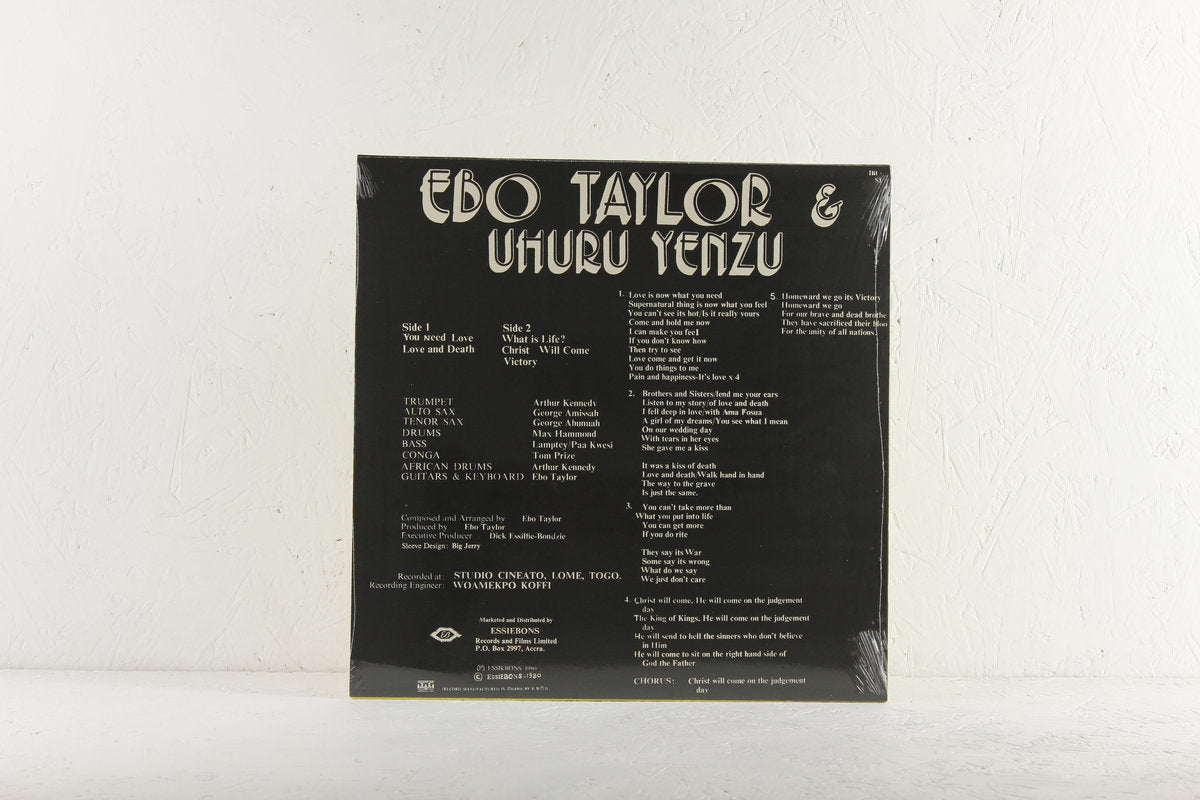 EBO TAYLOR &
UHURU YENZU
Side 1
You Need Love
Love and Death
Side 2
What is Life?
Christ Will Come
Victory
TRUMPET Arthur Kennedy
ALTO SAX George Amissah
TENOR SAX George Abunuah
DRUMS Max Hammond
BASS Lamptey/Paa Kwesi
CONGA Tom Prize
AFRICAN DRUMS Arthur Kennedy
GUITARS & KEYBOARD Ebo Taylor
Composed and Arranged by Ebo Taylor
Produced by Ebo Taylor
Executive Producer Dick Essilfie-Bondzie
Sleeve Design: Big Jerry
Recorded at: STUDIO CINEATO, LOME, TOGO.
Recording Engineer: WOAMEKPO KOFFI
Marketed and Distributed by
ESSIEBONS
Records and Films Limited
P.O. Box 2997, Accra.
EB
Ⓟ ESSIEBONS 1980
© ESSIEBONS-1980
(RECORD MANUFACTURED IN GHANA BY
1. Love is now what you need
Supernatural thing is now what you feel
You can't see its hot/Is it really yours
Come and hold me now
I can make you feel
If you don't know how
Then try to see
Love come and get it now
You do things to me
Pain and happiness-It's love x 4
2. Brothers and Sisters/lend me your ears
Listen to my story/of love and death
I fell deep in love/with Ama Fosua
A girl of my dreams/You see what I mean
On our wedding day
With tears in her eyes
She gave me a kiss
It was a kiss of death
Love and death/Walk hand in hand
The way to the grave
Is just the same.
3. You can't take more than
What you put into life
You can get more
If you do rite
They say its War
Some say its wrong
What do we say
We just don't care
4. Christ will come, He will come on the judgement
day
The King of Kings, He will come on the judgement
day.
He will send to hell the sinners who don't believe
in Him
He will come to sit on the right hand side of
God the Father
CHORUS: Christ will come on the judgement
day
5. Homeward we go its Victory
Homeward we go
For our brave and dead brothe
They have sacrificed their bloo
For the unity of all nations.